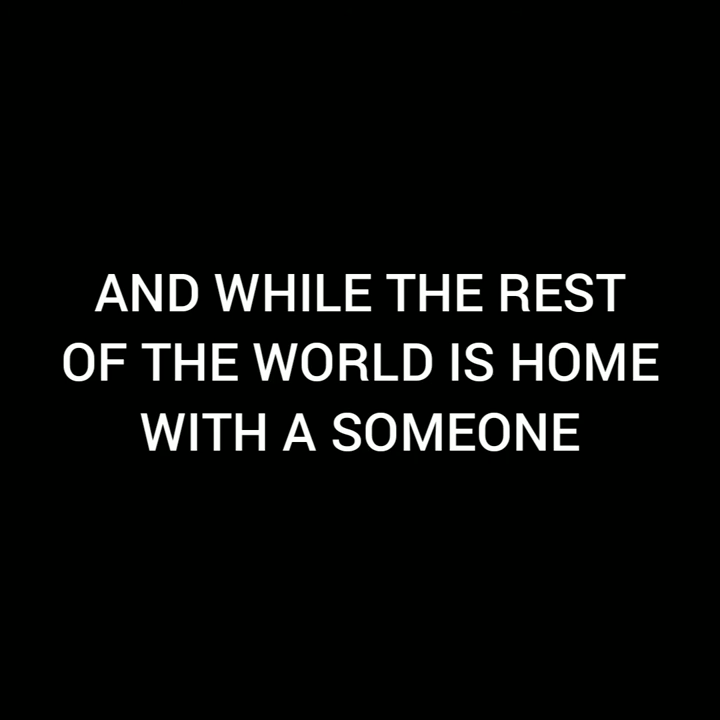 AND WHILE THE REST
OF THE WORLD IS HOME
WITH A SOMEONE